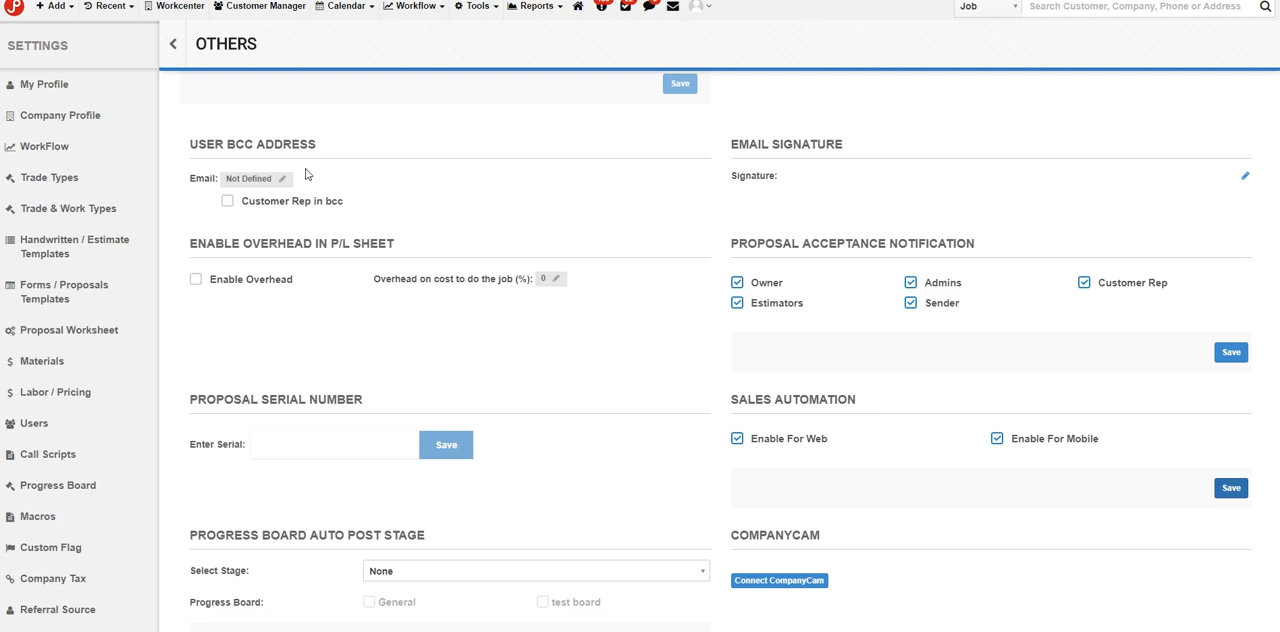 Add
Recent
Workcenter
Customer Manager
Calendar
Workflow
Tools
Reports
Job
Search Customer, Company, Phone or Address
SETTINGS
OTHERS
My Profile
Company Profile
WorkFlow
Trade Types
Trade & Work Types
Handwritten / Estimate
Templates
Forms / Proposals
Templates
Proposal Worksheet
Materials
Labor / Pricing
Users
Call Scripts
Progress Board
Macros
Custom Flag
Company Tax
Referral Source
Save
USER BCC ADDRESS
Email: Not Defined
Customer Rep in bcc
EMAIL SIGNATURE
Signature:
ENABLE OVERHEAD IN P/L SHEET
Enable Overhead
Overhead on cost to do the job (%): 0
PROPOSAL ACCEPTANCE NOTIFICATION
Owner
Admins
Customer Rep
Estimators
Sender
Save
PROPOSAL SERIAL NUMBER
Enter Serial:
Save
SALES AUTOMATION
Enable For Web
Enable For Mobile
Save
PROGRESS BOARD AUTO POST STAGE
Select Stage:
None
Progress Board:
General
test board
COMPANYCAM
Connect CompanyCam